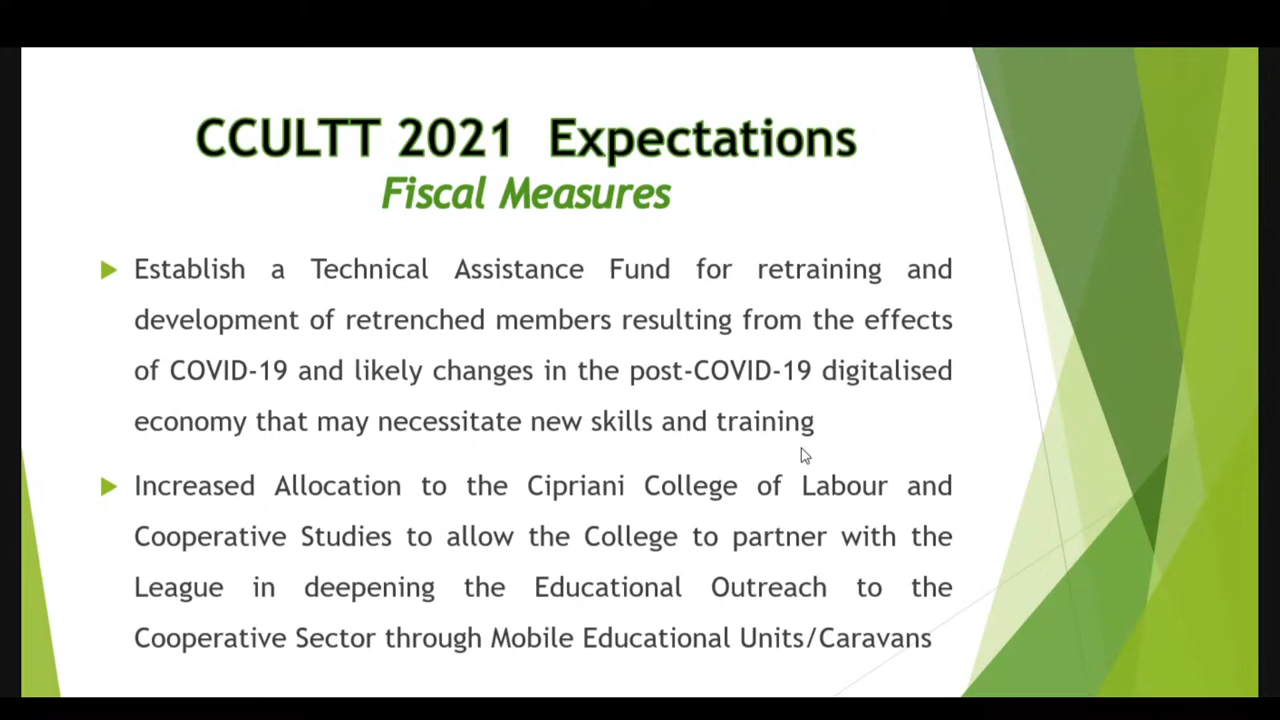 CCULTT 2021 Expectations
Fiscal Measures
Establish a Technical Assistance Fund for retraining and
development of retrenched members resulting from the effects
of COVID-19 and likely changes in the post-COVID-19 digitalised
economy that may necessitate new skills and training
Increased Allocation to the Cipriani College of Labour and
Cooperative Studies to allow the College to partner with the
League in deepening the Educational Outreach to the
Cooperative Sector through Mobile Educational Units/Caravans